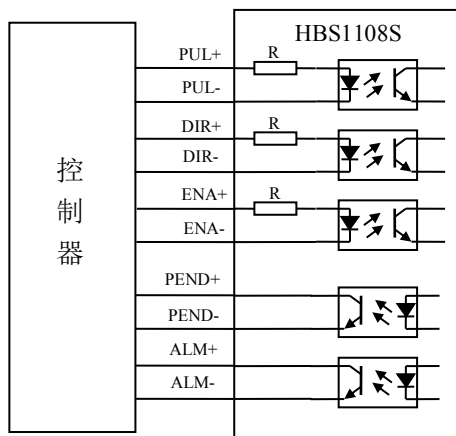 HBS1108S
控制器
PUL+
R
PUL-
DIR+
R
DIR-
ENA+
R
ENA-
PEND+
PEND-
ALM+
ALM-